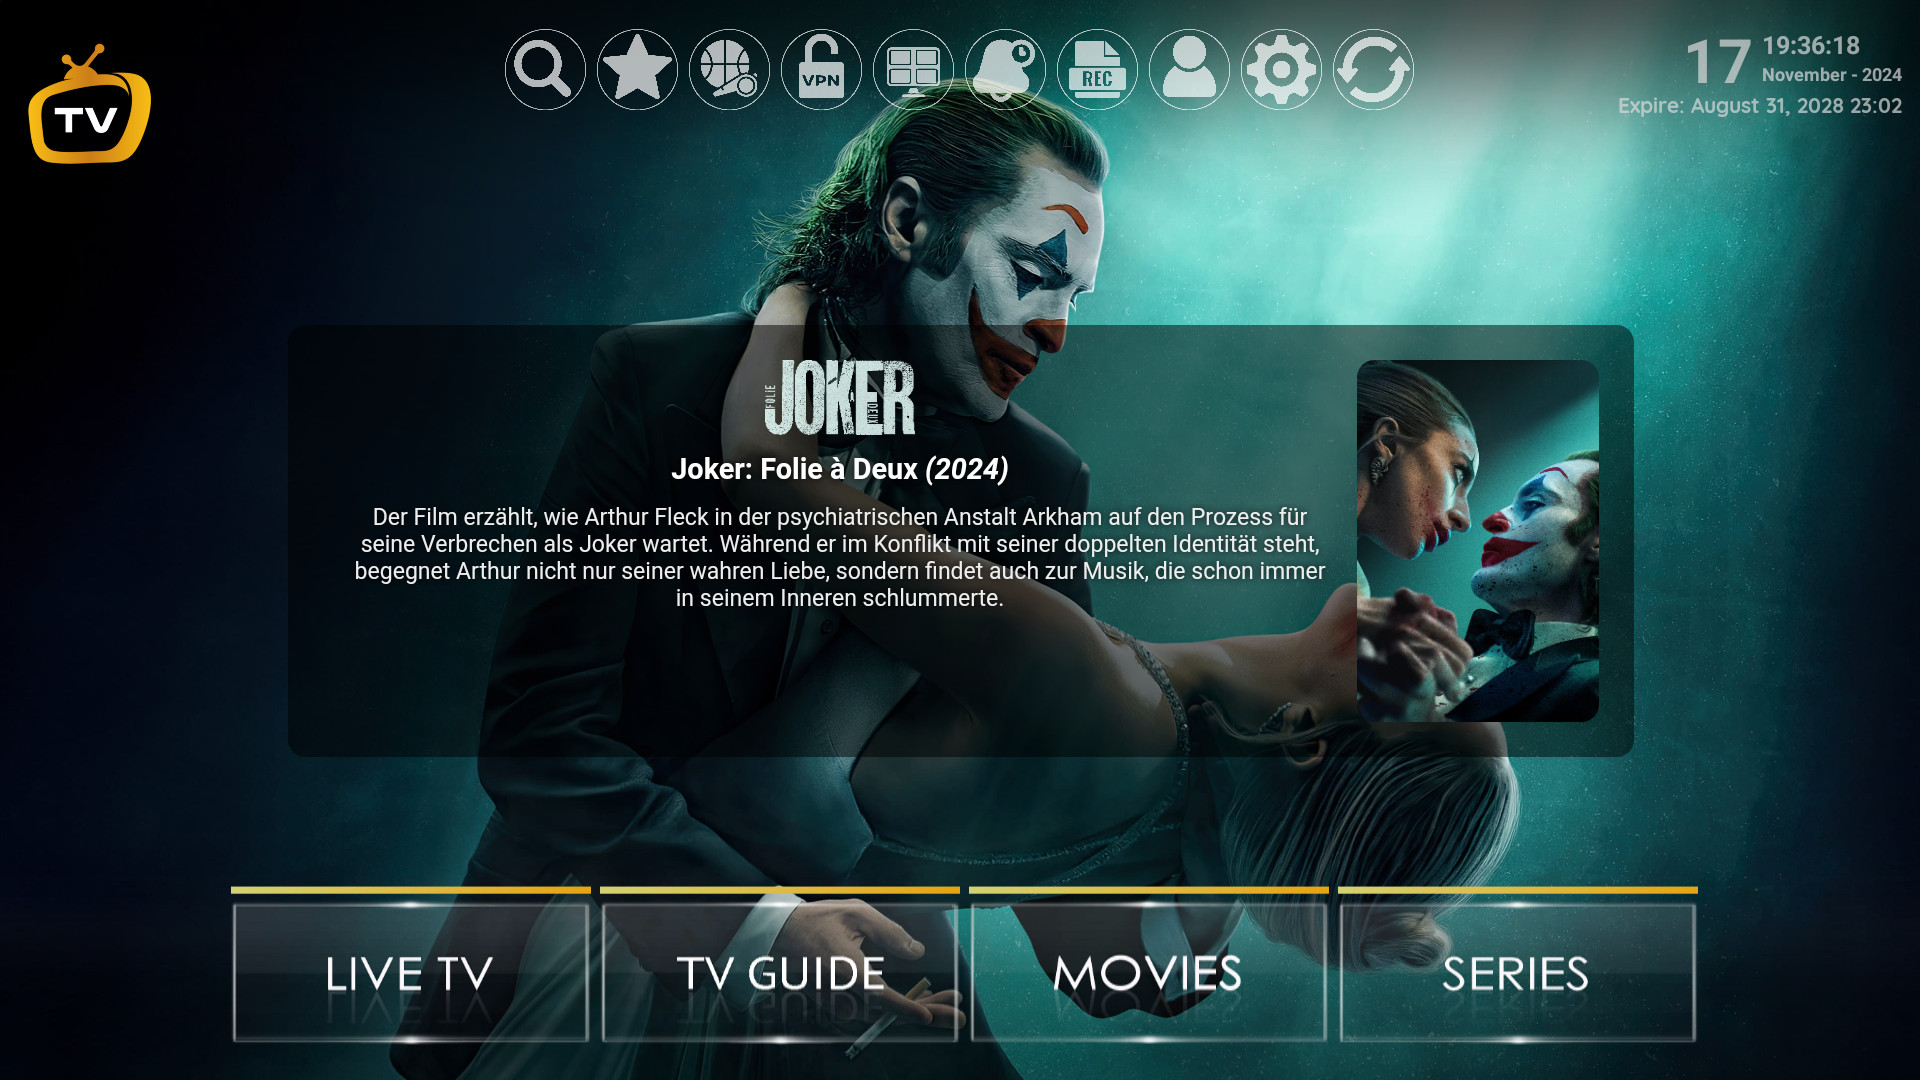 TV
VPN
REC
17
19:36:18
November - 2024
Expire: August 31, 2028 23:02
FOLIE
JOKER
À
DEUX
Joker: Folie à Deux (2024)
Der Film erzählt, wie Arthur Fleck in der psychiatrischen Anstalt Arkham auf den Prozess für
seine Verbrechen als Joker wartet. Während er im Konflikt mit seiner doppelten Identität steht,
begegnet Arthur nicht nur seiner wahren Liebe, sondern findet auch zur Musik, die schon immer
in seinem Inneren schlummerte.
LIVE TV
TV GUIDE
MOVIES
SERIES